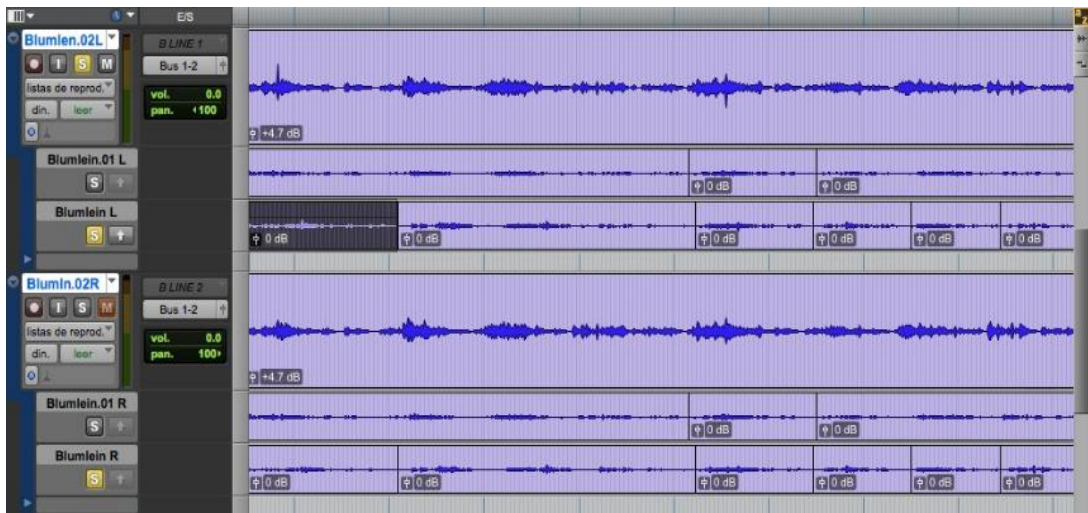 E/S
Blumlen.02L
I S M
listas de reprod.
din. leer
B LINE 1
Bus 1-2
vol. 0.0
pan. ‹100
+4.7 dB
Blumlein.01 L
S
0 dB 0 dB
Blumlein L
S
0 dB 0 dB 0 dB 0 dB 0 dB 0 dB
Blumln.02R
I S M
listas de reprod.
din. leer
B LINE 2
Bus 1-2
vol. 0.0
pan. 100›
+4.7 dB
Blumlein.01 R
S
0 dB 0 dB
Blumlein R
S
0 dB 0 dB 0 dB 0 dB 0 dB 0 dB